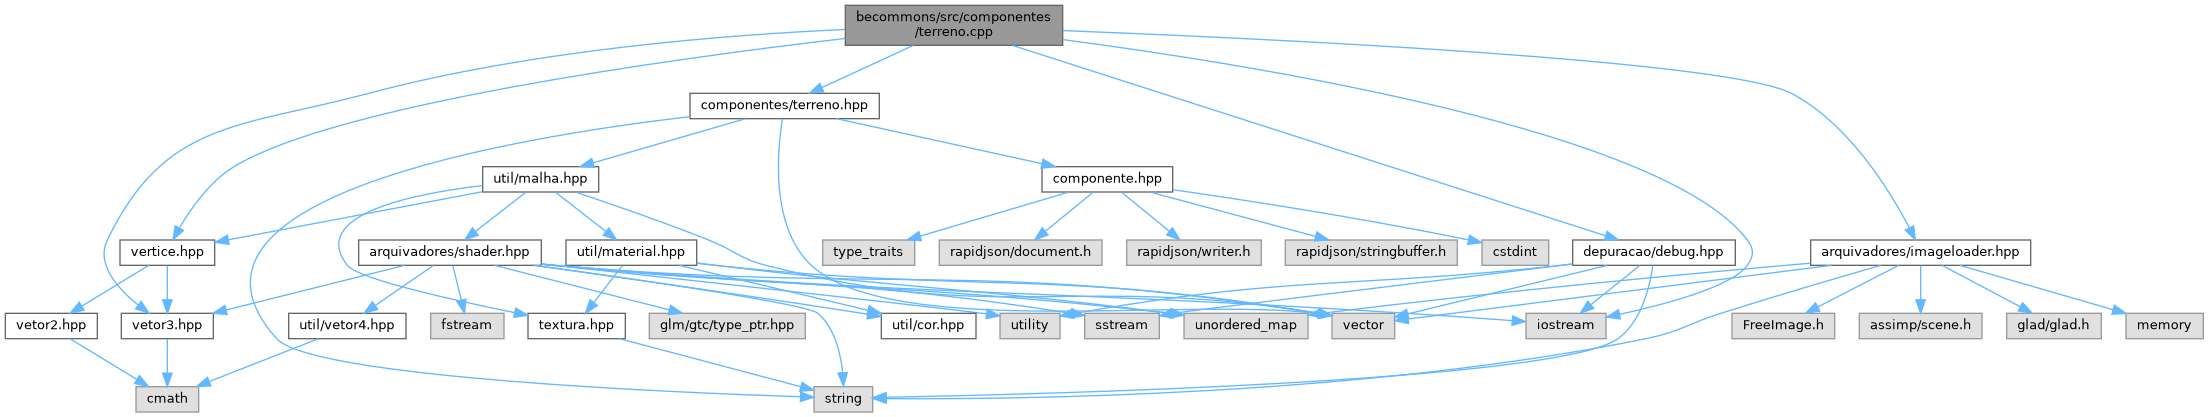 becommons/src/componentes
/terreno.cpp
componentes/terreno.hpp
util/malha.hpp
componente.hpp
vertice.hpp
arquivadores/shader.hpp
util/material.hpp
type_traits
rapidjson/document.h
rapidjson/writer.h
rapidjson/stringbuffer.h
cstdint
depuracao/debug.hpp
arquivadores/imageloader.hpp
vetor2.hpp
vetor3.hpp
util/vetor4.hpp
fstream
textura.hpp
glm/gtc/type_ptr.hpp
util/cor.hpp
utility
sstream
unordered_map
vector
iostream
FreeImage.h
assimp/scene.h
glad/glad.h
memory
cmath
string